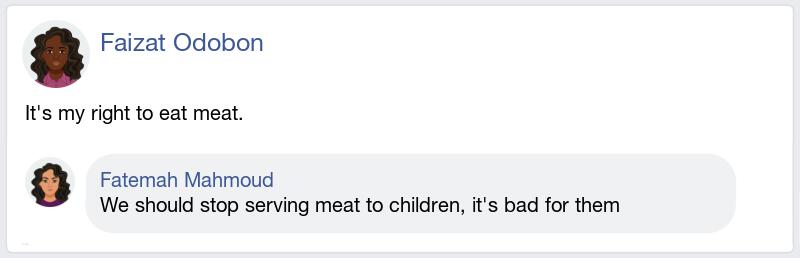 Faizat Odobon
It's my right to eat meat.
Fatemah Mahmoud
We should stop serving meat to children, it's bad for them